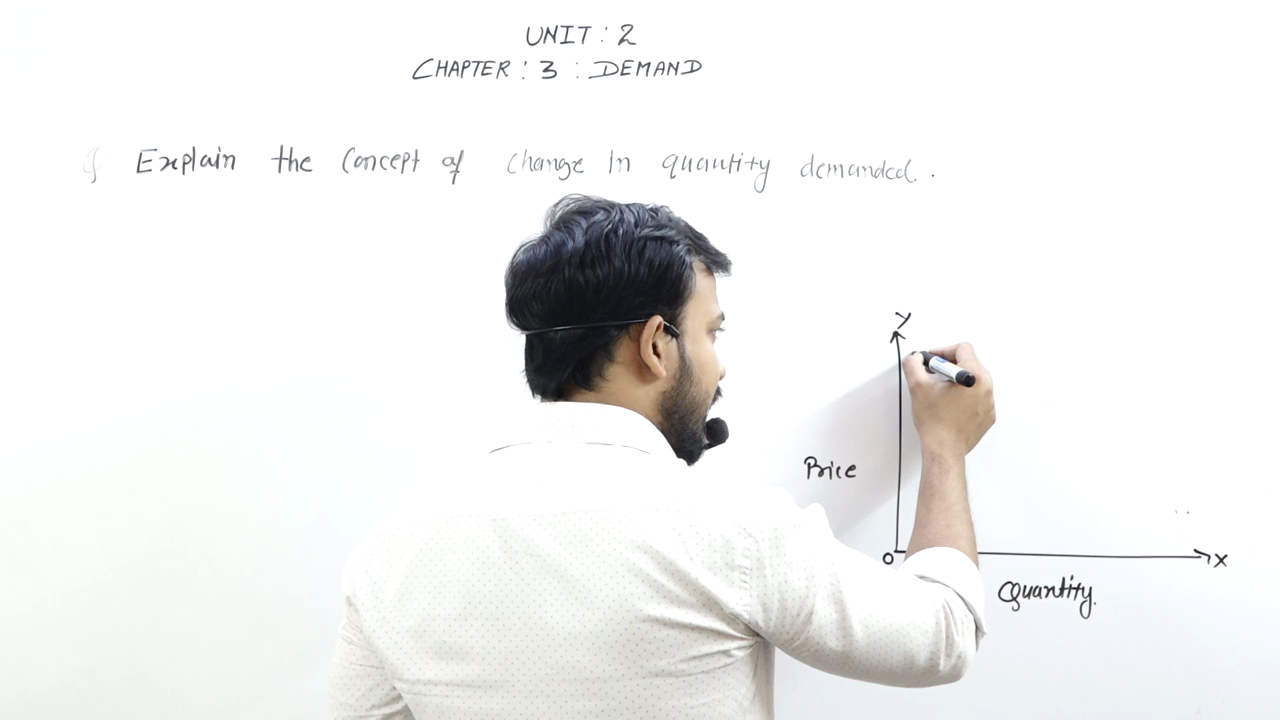 UNIT : 2
CHAPTER : 3 : DEMAND
Q Explain the Concept of change in quantity demanded.
Y
Price
O
X
Quantity.